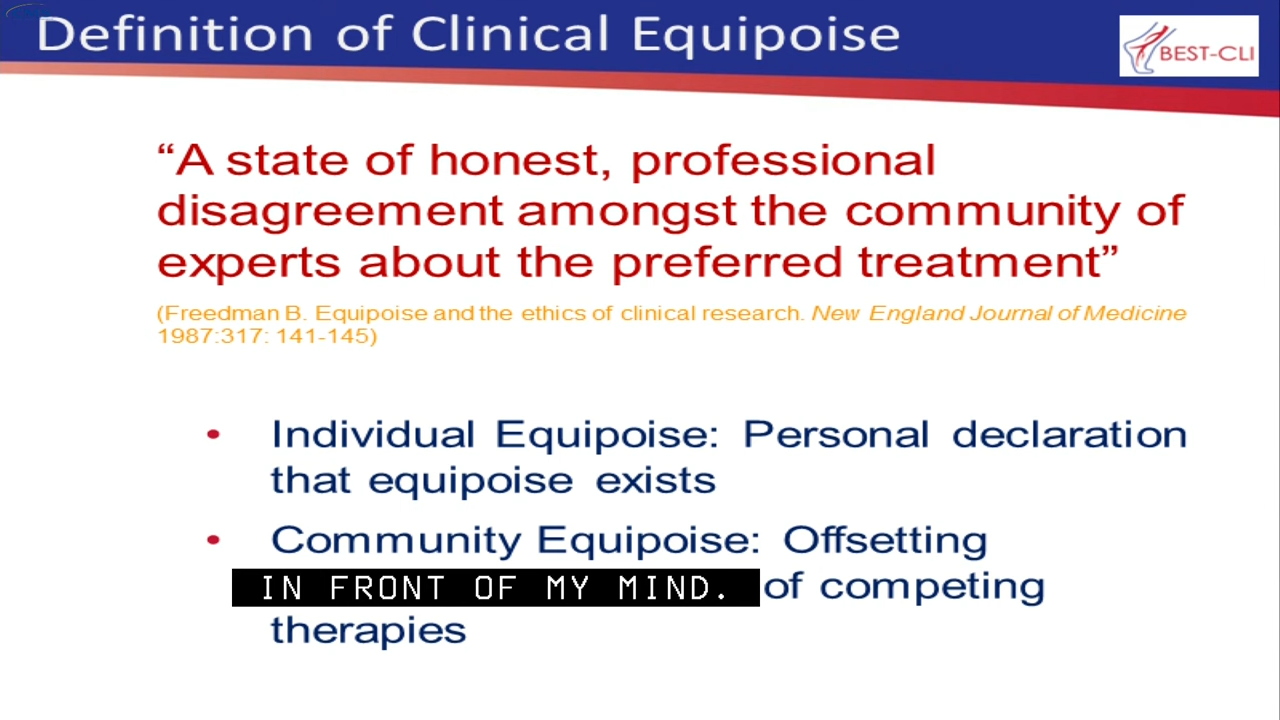 Definition of Clinical Equipoise
BEST-CLI
“A state of honest, professional
disagreement amongst the community of
experts about the preferred treatment”
(Freedman B. Equipoise and the ethics of clinical research. New England Journal of Medicine
1987:317: 141-145)
• Individual Equipoise: Personal declaration
that equipoise exists
• Community Equipoise: Offsetting
IN FRONT OF MY MIND. of competing
therapies